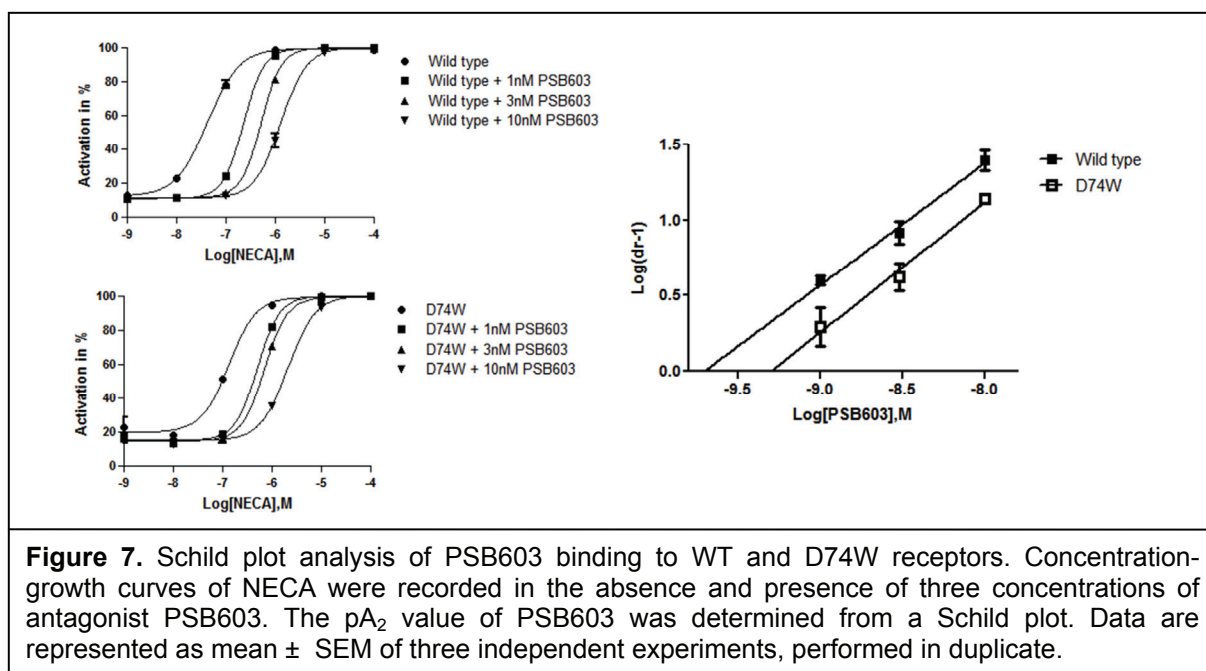 100
80
60
40
20
0
Activation in %
-9 -8 -7 -6 -5 -4
Log[NECA],M
Wild type
Wild type + 1nM PSB603
Wild type + 3nM PSB603
Wild type + 10nM PSB603
100
80
60
40
20
0
Activation in %
-9 -8 -7 -6 -5 -4
Log[NECA],M
D74W
D74W + 1nM PSB603
D74W + 3nM PSB603
D74W + 10nM PSB603
1.5
1.0
0.5
0.0
Log(dr-1)
-9.5 -9.0 -8.5 -8.0
Log[PSB603],M
Wild type
D74W
Figure 7. Schild plot analysis of PSB603 binding to WT and D74W receptors. Concentration-
growth curves of NECA were recorded in the absence and presence of three concentrations of
antagonist PSB603. The pA₂ value of PSB603 was determined from a Schild plot. Data are
represented as mean ± SEM of three independent experiments, performed in duplicate.